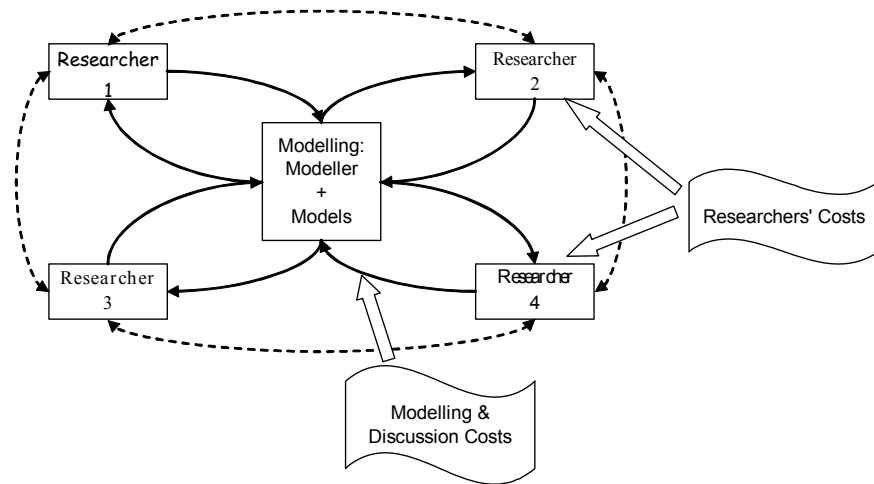 Researcher
1
Researcher
2
Modelling:
Modeller
+
Models
Researchers' Costs
Researcher
3
Researcher
4
Modelling &
Discussion Costs